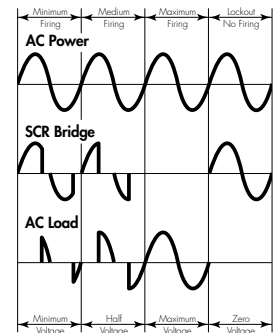 Minimum Medium Maximum Lockout
Firing Firing Firing No Firing
AC Power
SCR Bridge
AC Load
Minimum Half Maximum Zero
Voltage Voltage Voltage Voltage